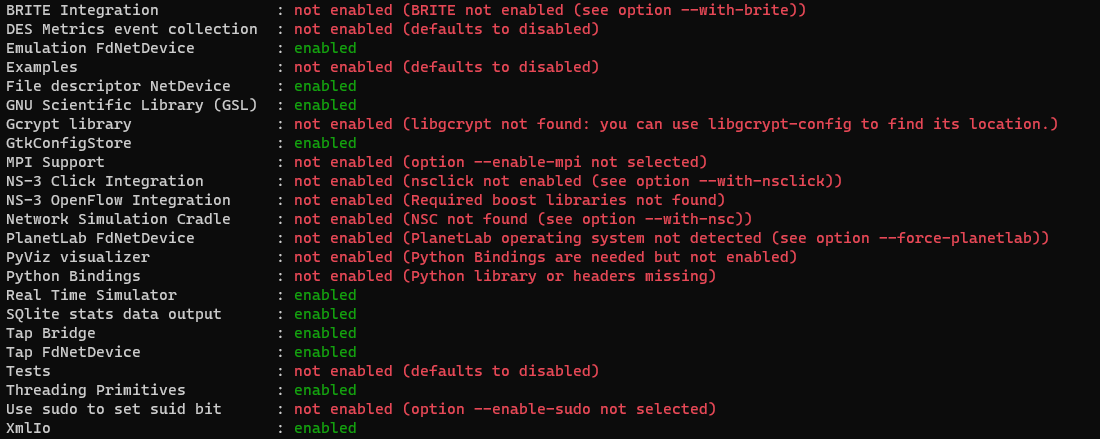 BRITE Integration : not enabled (BRITE not enabled (see option --with-brite))
DES Metrics event collection : not enabled (defaults to disabled)
Emulation FdNetDevice : enabled
Examples : not enabled (defaults to disabled)
File descriptor NetDevice : enabled
GNU Scientific Library (GSL) : enabled
Gcrypt library : not enabled (libgcrypt not found: you can use libgcrypt-config to find its location.)
GtkConfigStore : enabled
MPI Support : not enabled (option --enable-mpi not selected)
NS-3 Click Integration : not enabled (nsclick not enabled (see option --with-nsclick))
NS-3 OpenFlow Integration : not enabled (Required boost libraries not found)
Network Simulation Cradle : not enabled (NSC not found (see option --with-nsc))
PlanetLab FdNetDevice : not enabled (PlanetLab operating system not detected (see option --force-planetlab))
PyViz visualizer : not enabled (Python Bindings are needed but not enabled)
Python Bindings : not enabled (Python library or headers missing)
Real Time Simulator : enabled
SQlite stats data output : enabled
Tap Bridge : enabled
Tap FdNetDevice : enabled
Tests : not enabled (defaults to disabled)
Threading Primitives : enabled
Use sudo to set suid bit : not enabled (option --enable-sudo not selected)
XmlIo : enabled